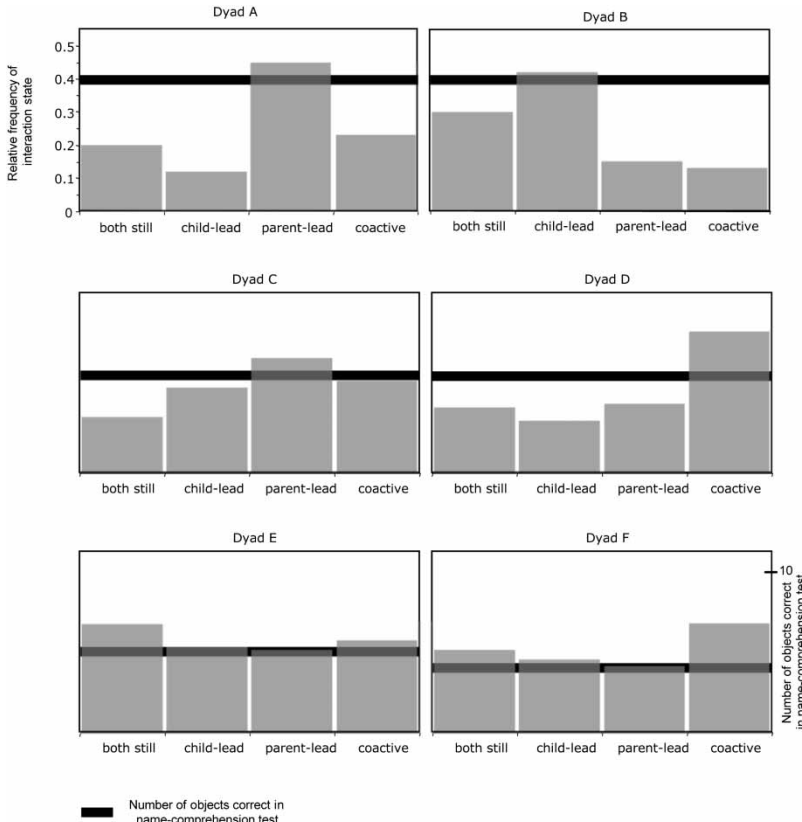 Dyad A
Dyad B
Relative frequency of
interaction state
0.5
0.4
0.3
0.2
0.1
0
both still child-lead parent-lead coactive
both still child-lead parent-lead coactive
Dyad C
Dyad D
both still child-lead parent-lead coactive
both still child-lead parent-lead coactive
Dyad E
Dyad F
10
Number of objects correct
in name-comprehension test
both still child-lead parent-lead coactive
both still child-lead parent-lead coactive
Number of objects correct in
name-comprehension test